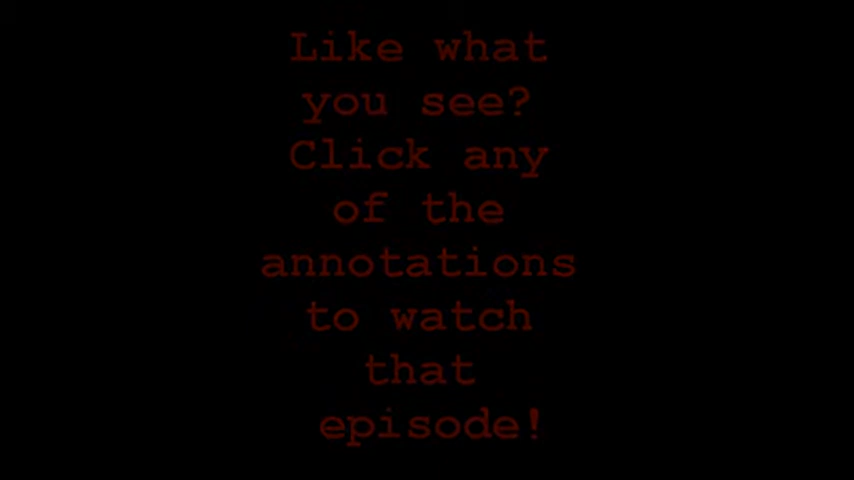 Like what
you see?
Click any
of the
annotations
to watch
that
episode!